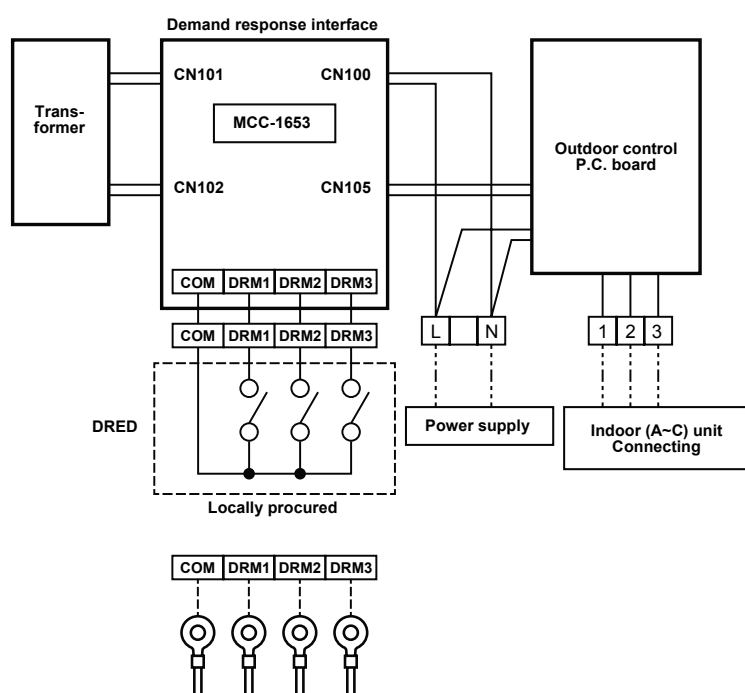 Demand response interface
CN101
CN100
Trans-
former
MCC-1653
Outdoor control
P.C. board
CN102
CN105
COM DRM1 DRM2 DRM3
COM DRM1 DRM2 DRM3
L N
1 2 3
DRED
Power supply
Indoor (A~C) unit
Connecting
Locally procured
COM DRM1 DRM2 DRM3